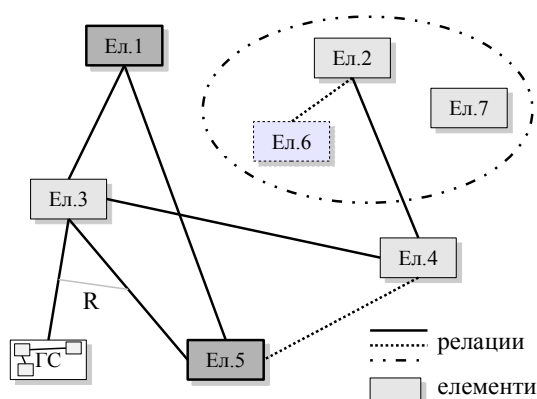 Ел.1
Ел.2
Ел.7
Ел.6
Ел.3
Ел.4
R
ГС
Ел.5
релации
елементи